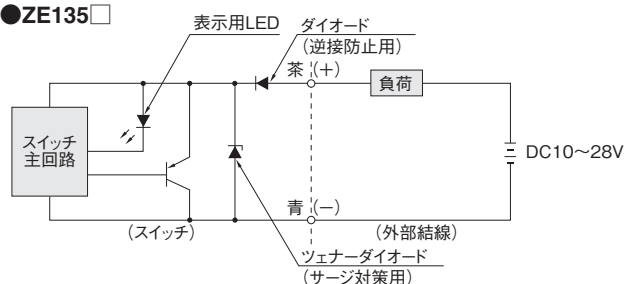 ●ZE135□
表示用LED
ダイオード
（逆接防止用）
茶 (＋)
負荷
スイッチ
主回路
DC10〜28V
青 (－)
（スイッチ）
（外部結線）
ツェナーダイオード
（サージ対策用）